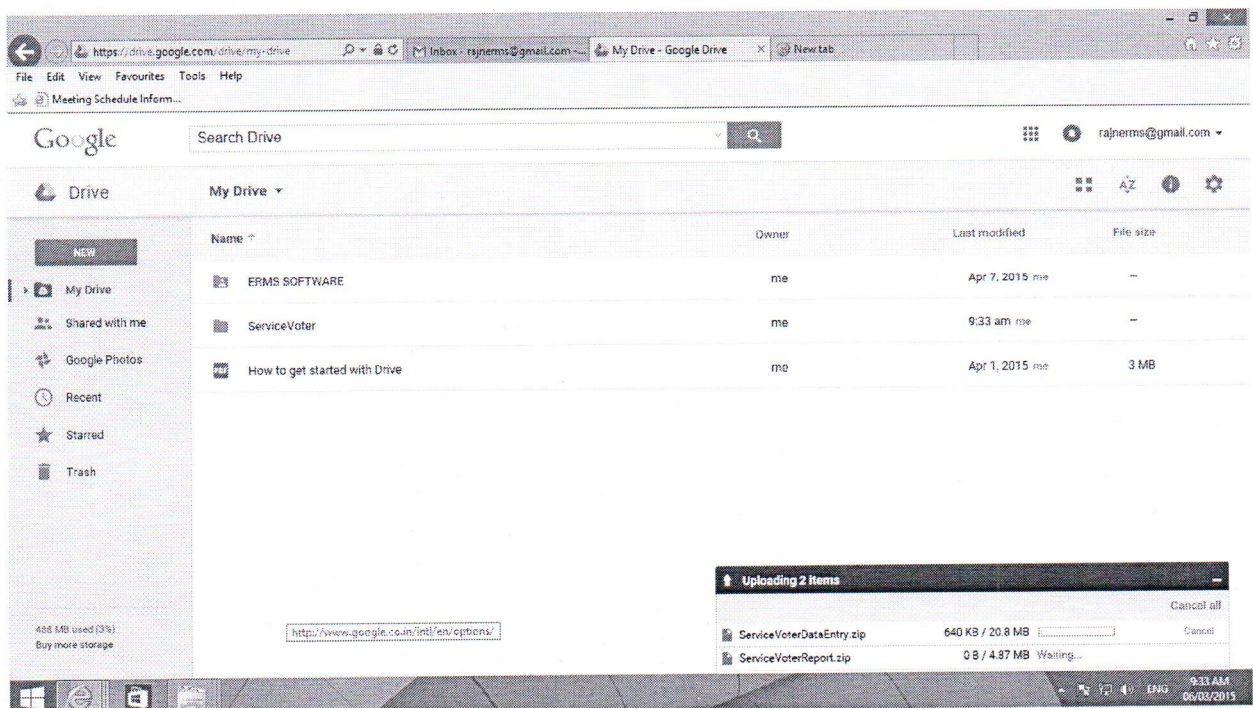 https://drive.google.com/drive/my-drive
Inbox - rajnerms@gmail.com -...
My Drive - Google Drive
New tab
File Edit View Favourites Tools Help
Meeting Schedule Inform...
Google
Search Drive
rajnerms@gmail.com
Drive
My Drive
NEW
My Drive
Shared with me
Google Photos
Recent
Starred
Trash
486 MB used (3%)
Buy more storage
Name Owner Last modified File size
ERMS SOFTWARE me Apr 7, 2015 me –
ServiceVoter me 9:33 am me –
PDF How to get started with Drive me Apr 1, 2015 me 3 MB
http://www.google.co.in/intl/en/options/
Uploading 2 items
Cancel all
ServiceVoterDataEntry.zip 640 KB / 20.8 MB Cancel
ServiceVoterReport.zip 0 B / 4.87 MB Waiting...
ENG
9:33 AM
06/03/2015